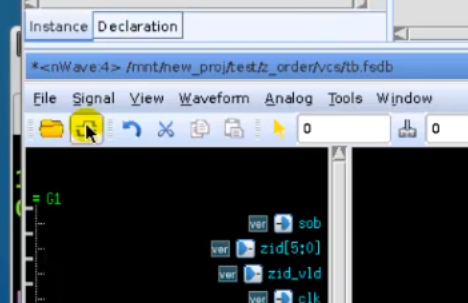 Instance Declaration
*<nWave:4> /mnt/new_proj/test/z_order/vcs/tb.fsdb
File Signal View Waveform Analog Tools Window
0 0
= G1
ver sob
ver zid[5:0]
ver zid_vld
ver clk